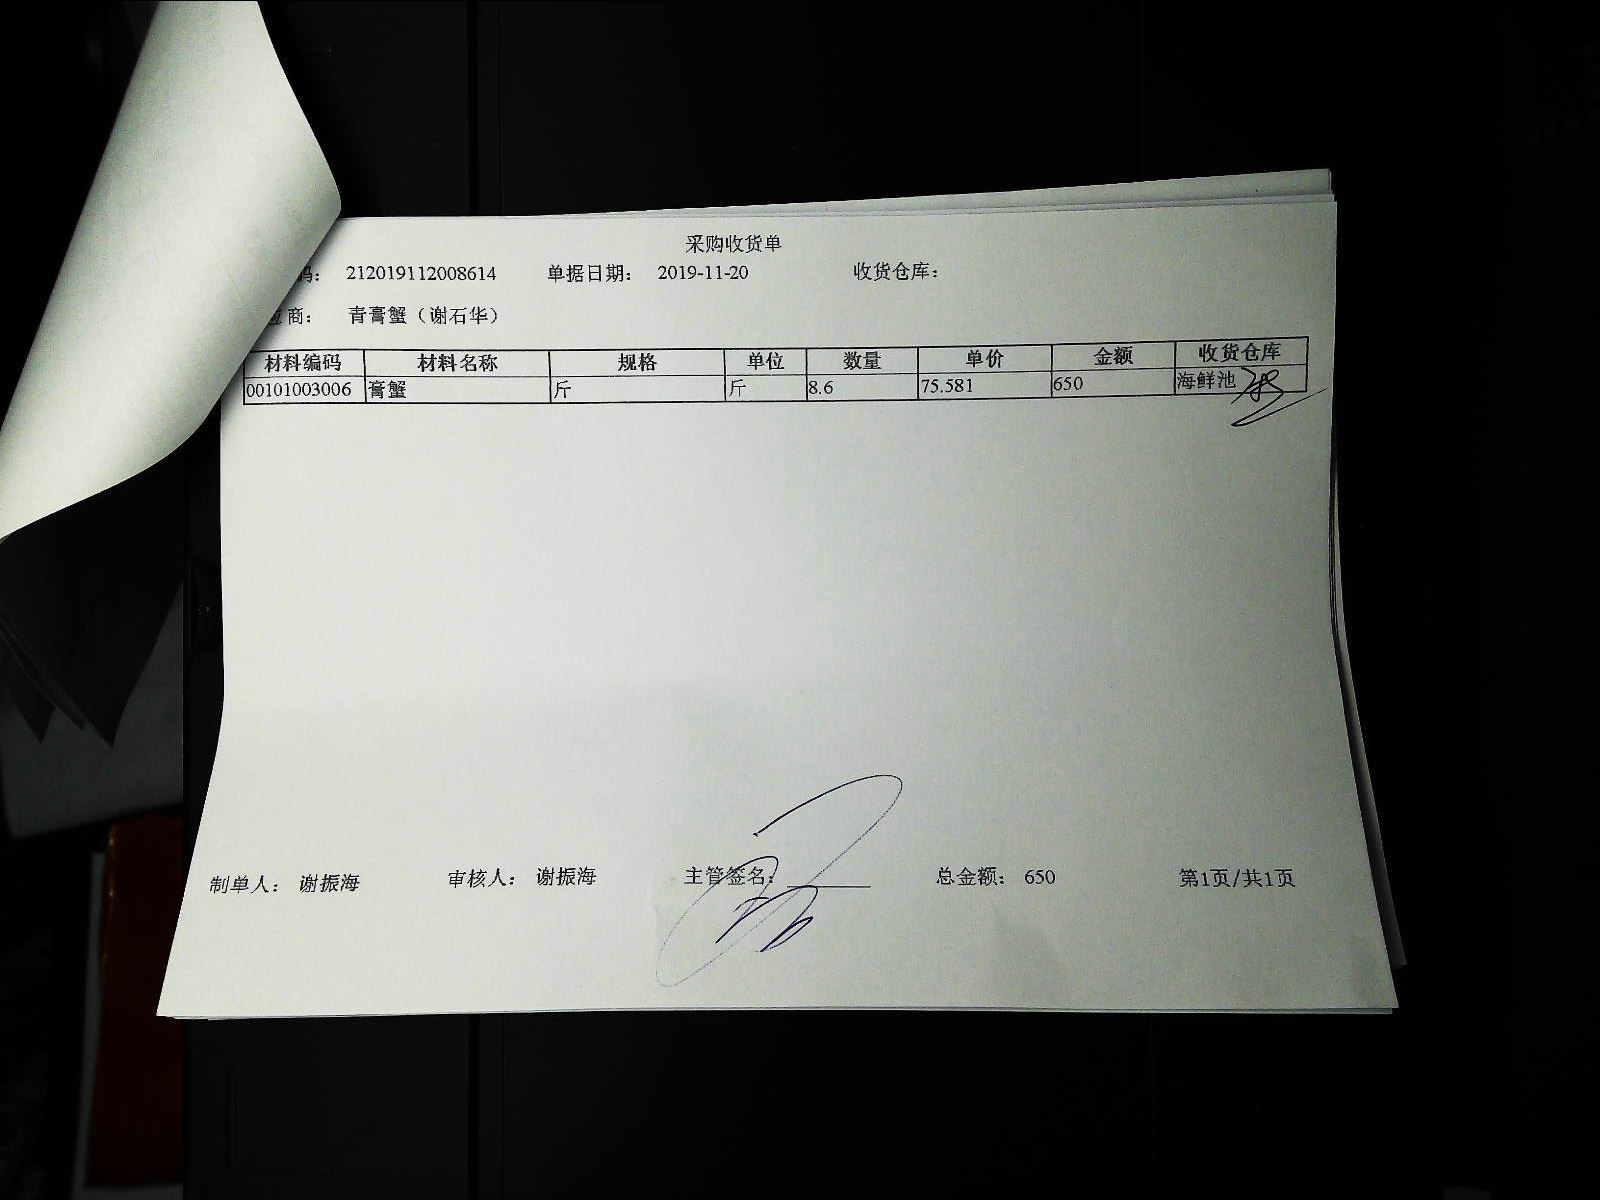 采购收货单
码： 212019112008614 单据日期： 2019-11-20 收货仓库：
应商： 青膏蟹（谢石华）
材料编码 材料名称 规格 单位 数量 单价 金额 收货仓库
00101003006 膏蟹 斤 斤 8.6 75.581 650 海鲜池
制单人： 谢振海 审核人： 谢振海 主管签名： 总金额： 650 第1页/共1页